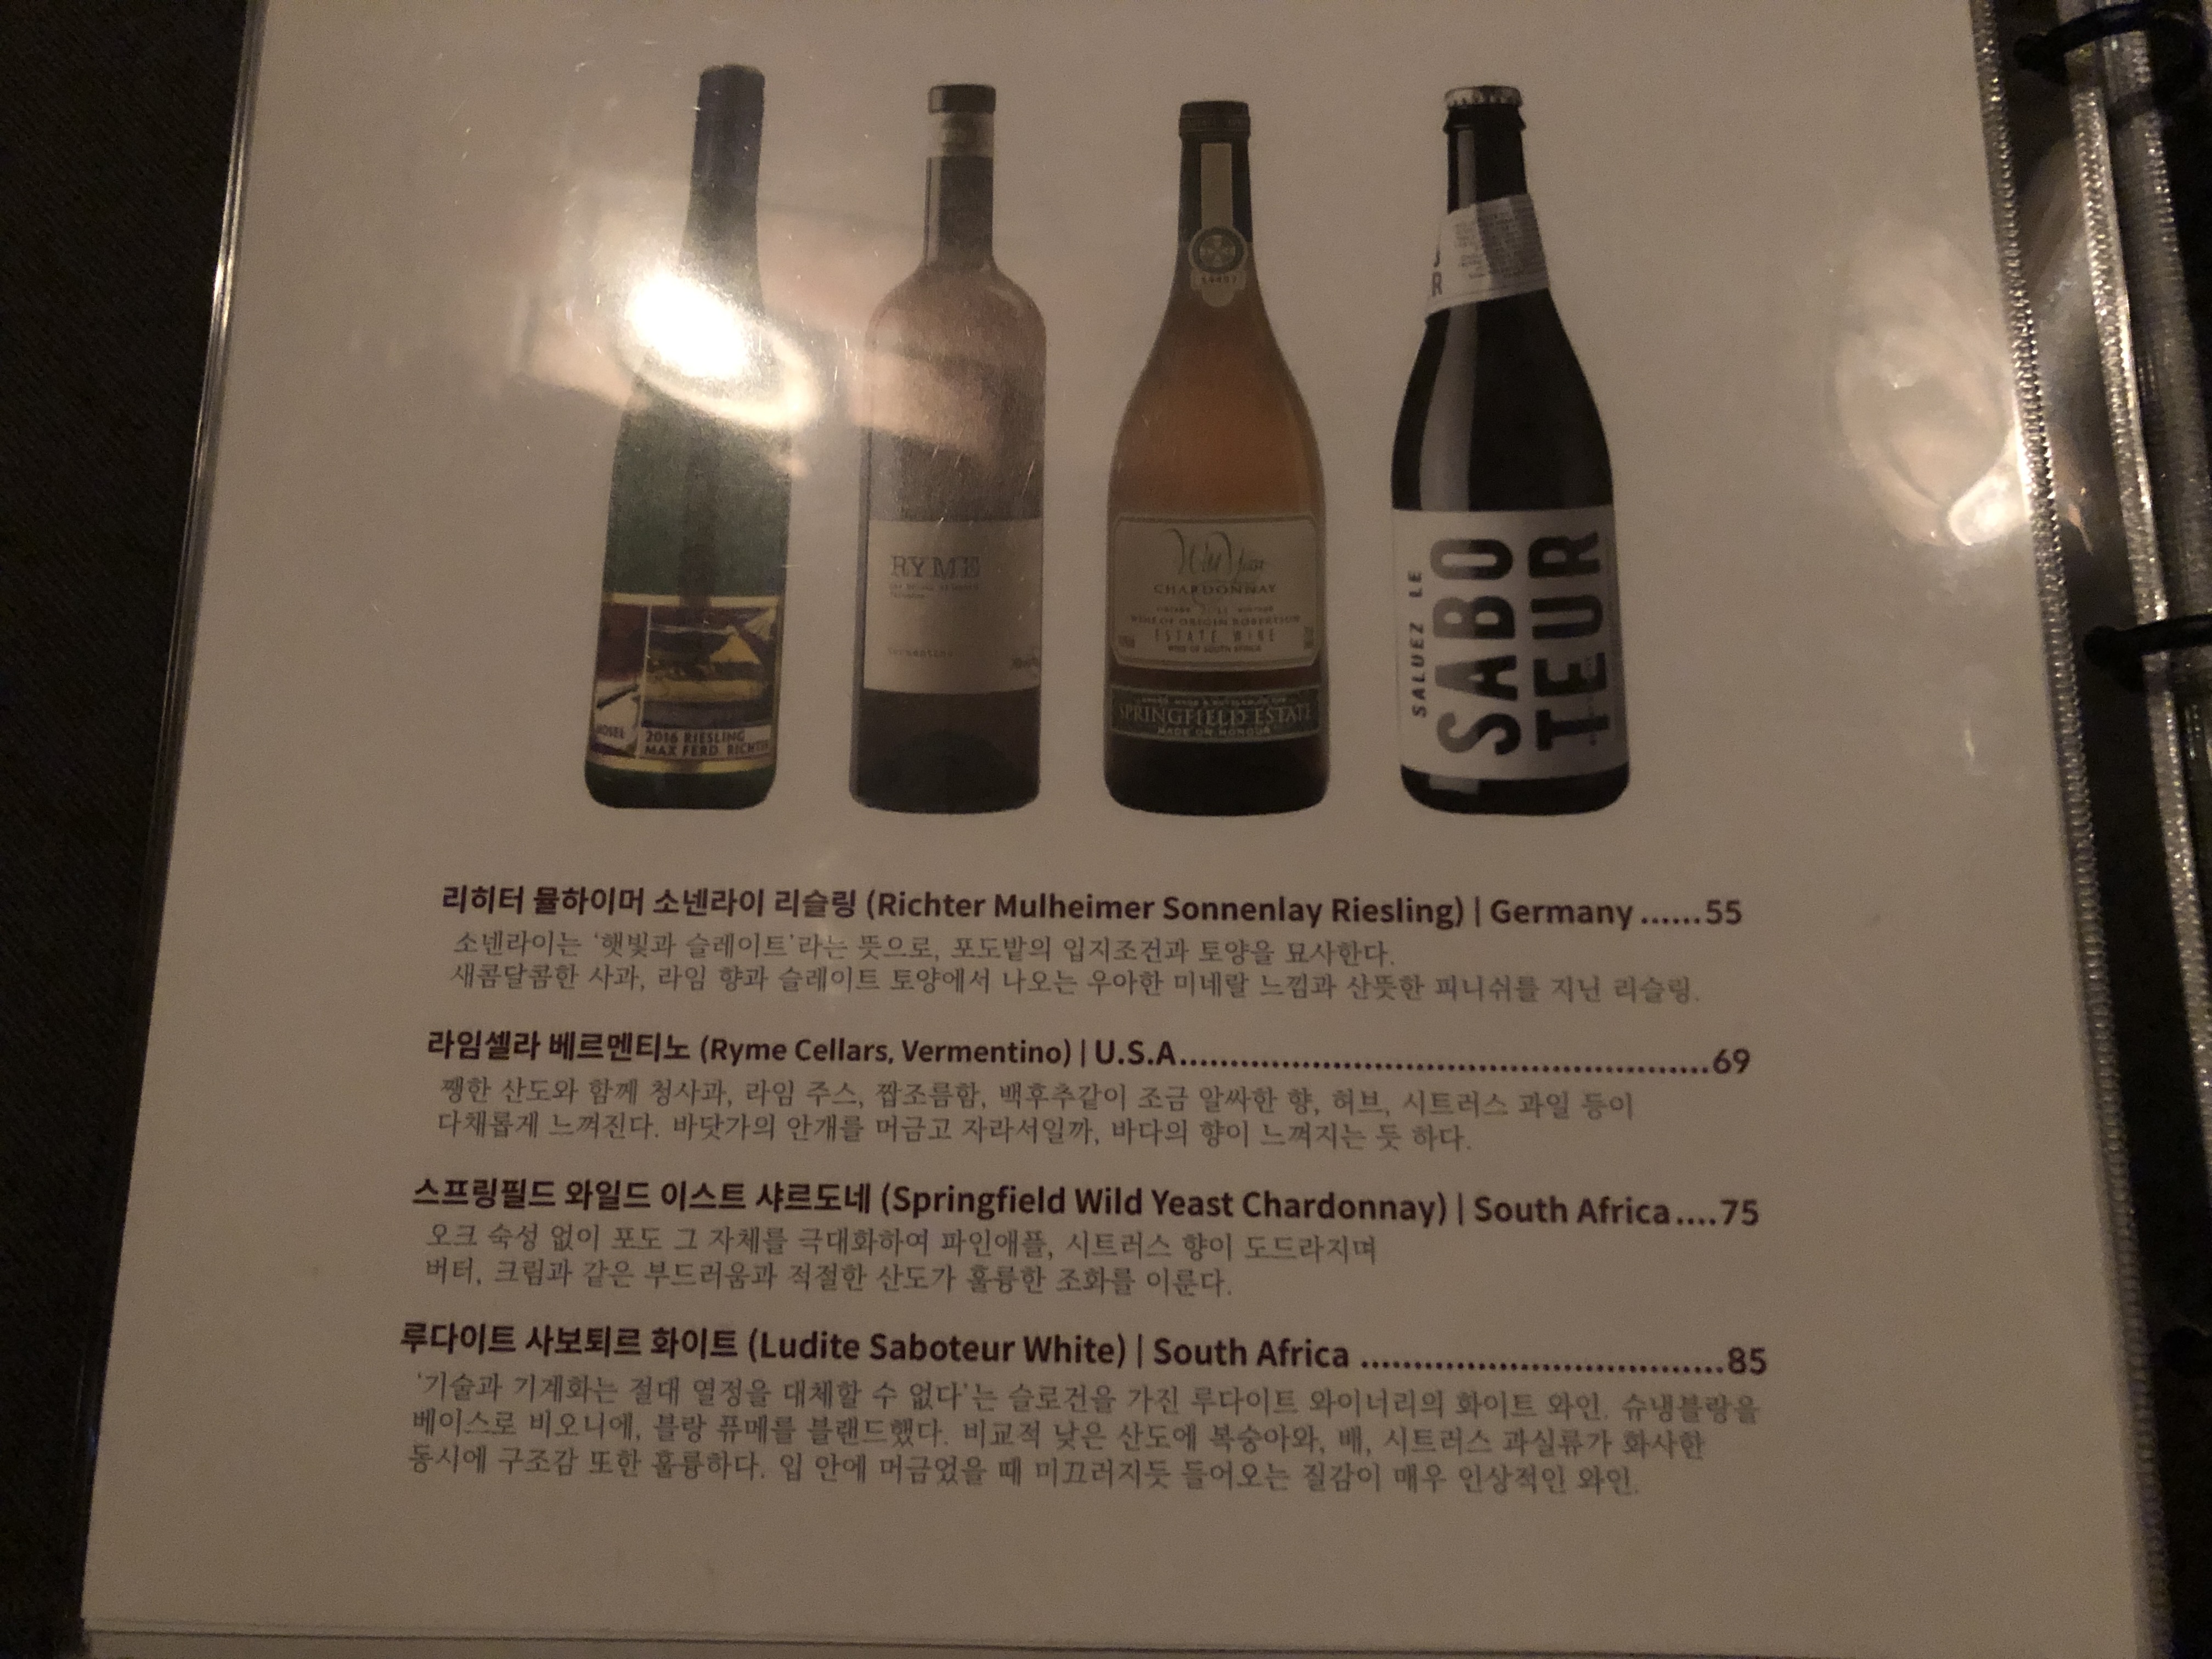 RYME
vermentino
Wild Yeast
CHARDONNAY
WINE OF ORIGIN ROBERTSON
ESTATE WINE
WINE OF SOUTH AFRICA
SPRINGFIELD ESTATE
MADE ON HONOUR
R
SALUEZ LE
SABO
TEUR
MOSEL
2016 RIESLING
MAX FERD. RICHTER
리히터 뮬하이머 소넨라이 리슬링 (Richter Mulheimer Sonnenlay Riesling) | Germany ......55
소넨라이는 '햇빛과 슬레이트'라는 뜻으로, 포도밭의 입지조건과 토양을 묘사한다.
새콤달콤한 사과, 라임 향과 슬레이트 토양에서 나오는 우아한 미네랄 느낌과 산뜻한 피니쉬를 지닌 리슬링.
라임셀라 베르멘티노 (Ryme Cellars, Vermentino) | U.S.A....................................................69
쨍한 산도와 함께 청사과, 라임 주스, 짭조름함, 백후추같이 조금 알싸한 향, 허브, 시트러스 과일 등이
다채롭게 느껴진다. 바닷가의 안개를 머금고 자라서일까, 바다의 향이 느껴지는 듯 하다.
스프링필드 와일드 이스트 샤르도네 (Springfield Wild Yeast Chardonnay) | South Africa....75
오크 숙성 없이 포도 그 자체를 극대화하여 파인애플, 시트러스 향이 도드라지며
버터, 크림과 같은 부드러움과 적절한 산도가 훌륭한 조화를 이룬다.
루다이트 사보퇴르 화이트 (Ludite Saboteur White) | South Africa ...................................85
'기술과 기계화는 절대 열정을 대체할 수 없다'는 슬로건을 가진 루다이트 와이너리의 화이트 와인. 슈냉블랑을
베이스로 비오니에, 블랑 퓨메를 블랜드했다. 비교적 낮은 산도에 복숭아와, 배, 시트러스 과실류가 화사한
동시에 구조감 또한 훌륭하다. 입 안에 머금었을 때 미끄러지듯 들어오는 질감이 매우 인상적인 와인.